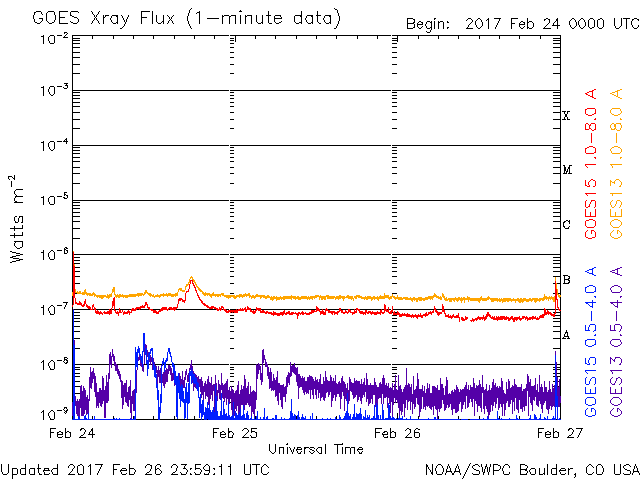 GOES Xray Flux (1-minute data)
Begin: 2017 Feb 24 0000 UTC
10-2
10-3
10-4
10-5
10-6
10-7
10-8
10-9
Watts m-2
X
M
C
B
A
GOES15 1.0-8.0 A
GOES13 1.0-8.0 A
GOES15 0.5-4.0 A
GOES13 0.5-4.0 A
Feb 24
Feb 25
Feb 26
Feb 27
Universal Time
Updated 2017 Feb 26 23:59:11 UTC
NOAA/SWPC Boulder, CO USA